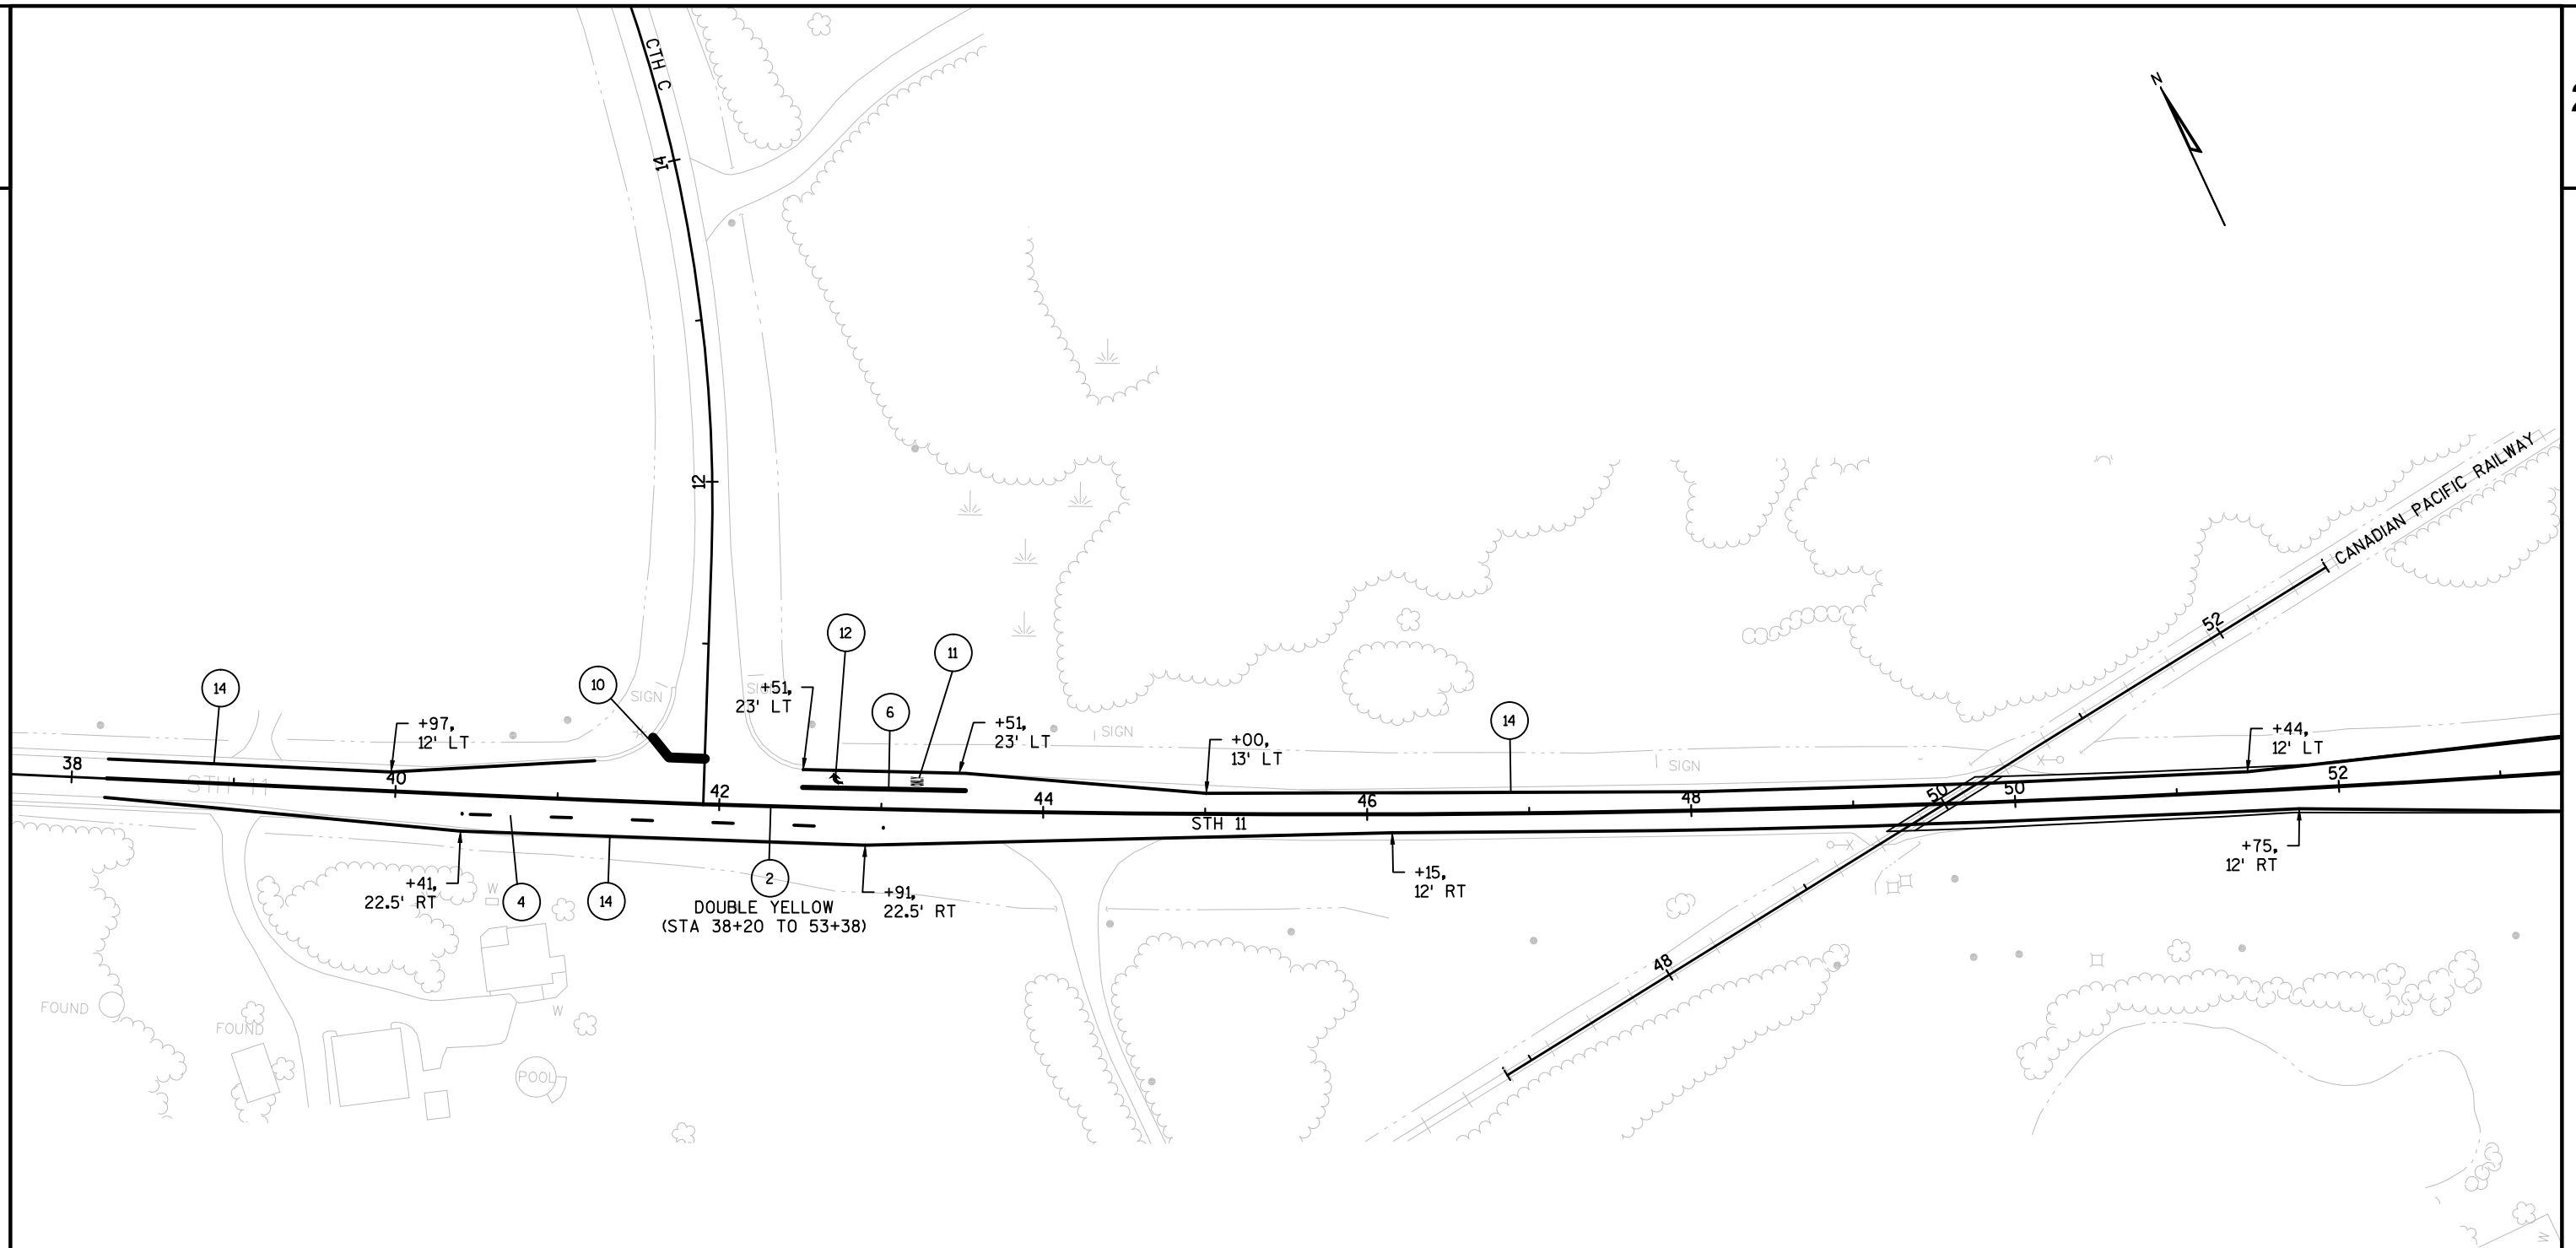 N
CTH C
14
12
CANADIAN PACIFIC RAILWAY
52
12
11
10
SIGN
14
+51,
23' LT
6
14
+97,
12' LT
+51,
23' LT
SIGN
+00,
13' LT
+44,
12' LT
SIGN
38
STH 11
40
42
44
46
48
50
50
52
STH 11
+41,
22.5' RT
W
4
14
2
+91,
22.5' RT
+15,
12' RT
+75,
12' RT
DOUBLE YELLOW
(STA 38+20 TO 53+38)
48
FOUND
FOUND
W
POOL
W